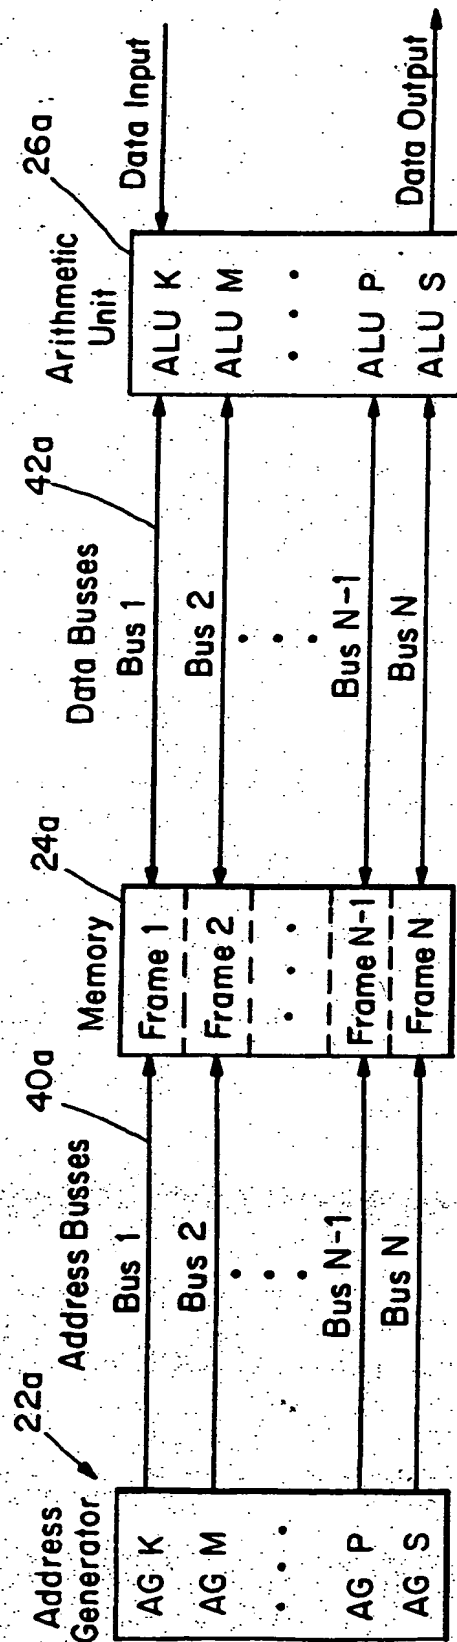 Address
Generator
22a
AG K
AG M
AG P
AG S
Address Busses
40a
Bus 1
Bus 2
Bus N-1
Bus N
Memory
24a
Frame 1
Frame 2
Frame N-1
Frame N
Data Busses
42a
Bus 1
Bus 2
Bus N-1
Bus N
Arithmetic
Unit
26a
ALU K
ALU M
ALU P
ALU S
Data Input
Data Output